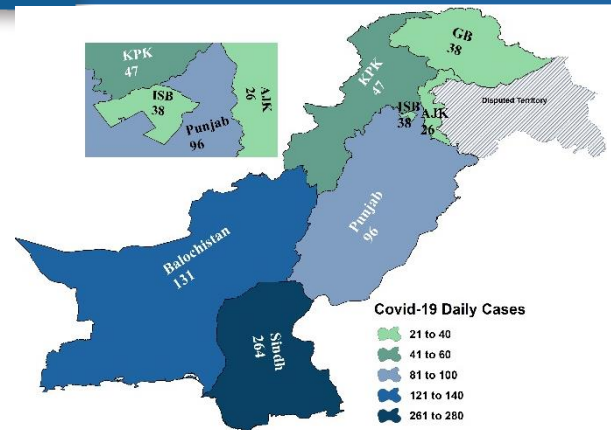 KPK
47
ISB
38
Punjab
96
AJK
26
GB
38
KPK
47
ISB
38
AJK
26
Disputed Territory
Punjab
96
Balochistan
131
Sindh
264
Covid-19 Daily Cases
21 to 40
41 to 60
81 to 100
121 to 140
261 to 280